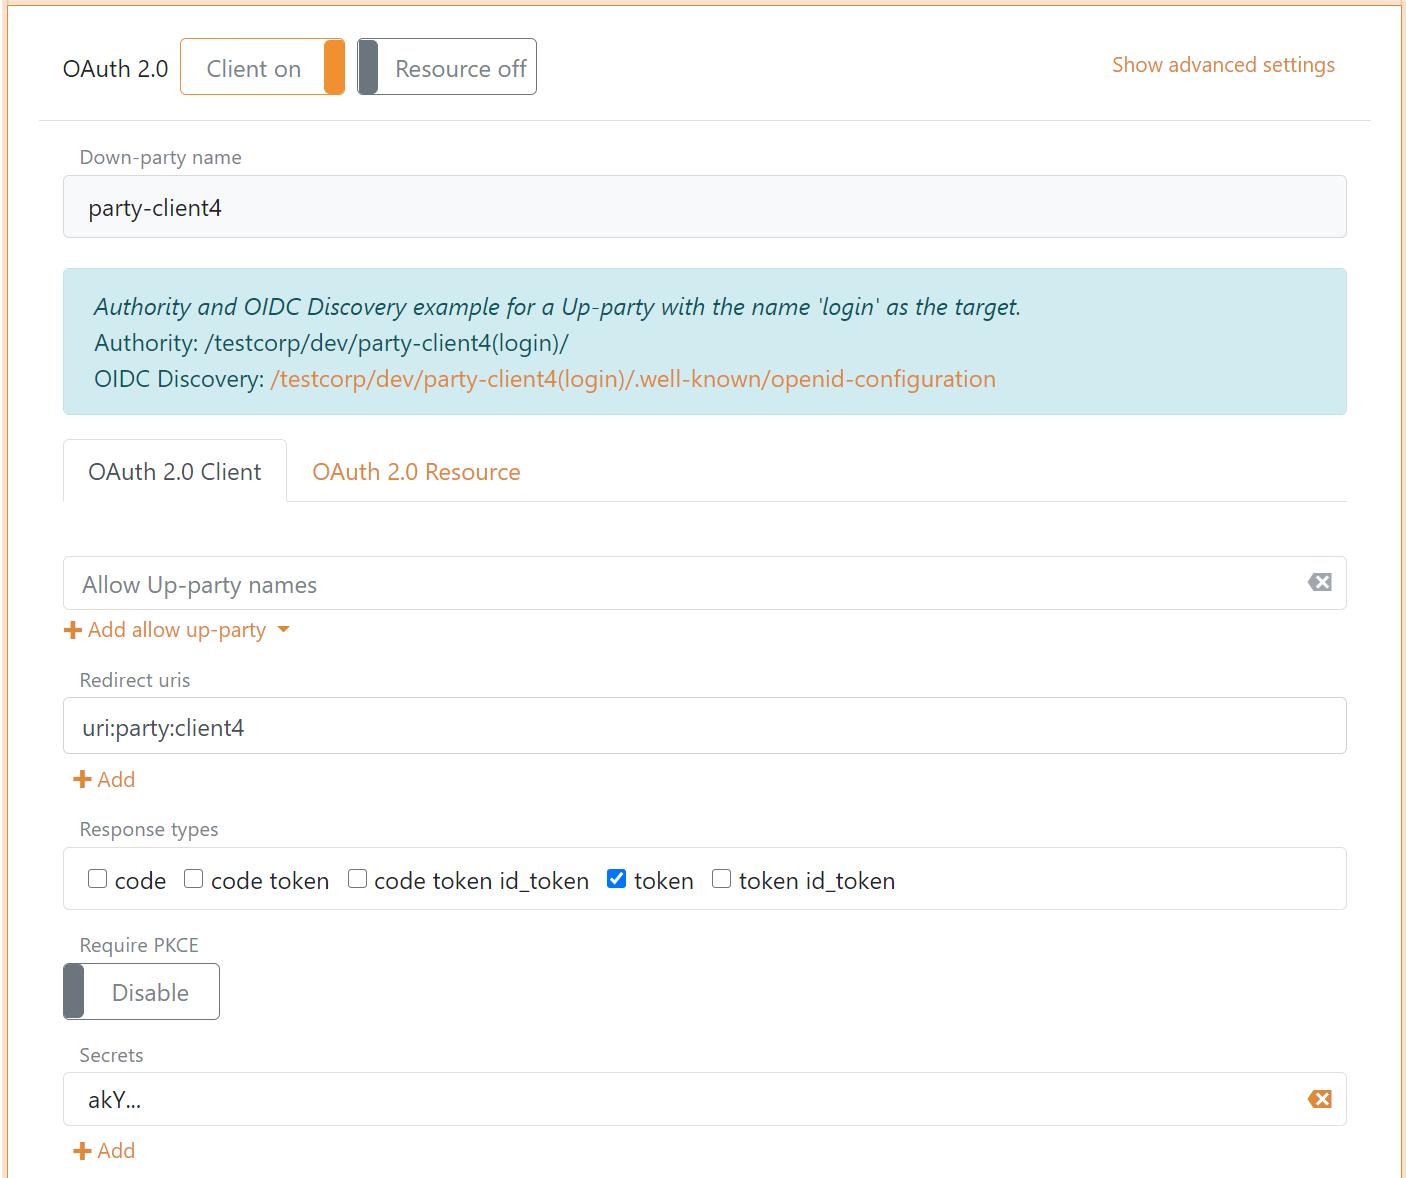 OAuth 2.0 Client on Resource off Show advanced settings
Down-party name
party-client4
Authority and OIDC Discovery example for a Up-party with the name 'login' as the target.
Authority: /testcorp/dev/party-client4(login)/
OIDC Discovery: /testcorp/dev/party-client4(login)/.well-known/openid-configuration
OAuth 2.0 Client OAuth 2.0 Resource
Allow Up-party names
Add allow up-party
Redirect uris
uri:party:client4
Add
Response types
code code token code token id_token token token id_token
Require PKCE
Disable
Secrets
akY...
Add